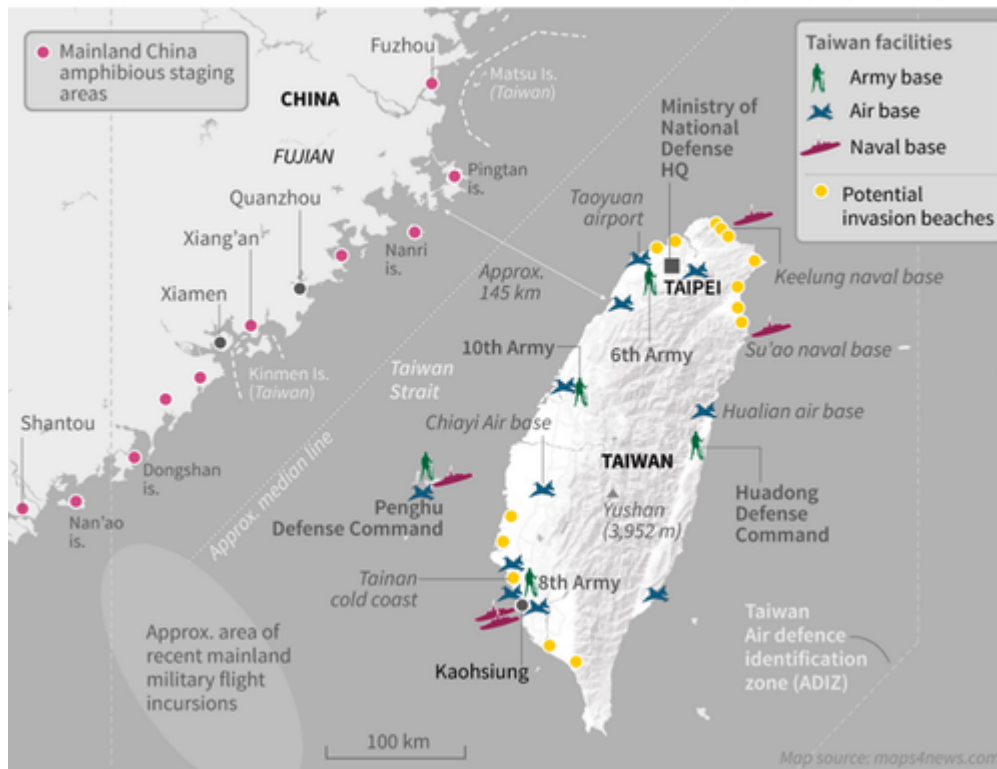 Mainland China
amphibious staging
areas
Fuzhou
CHINA
Matsu Is.
(Taiwan)
FUJIAN
Quanzhou
Pingtan
is.
Xiang'an
Nanri
is.
Xiamen
Approx.
145 km
Kinmen Is.
(Taiwan)
Taiwan
Strait
Shantou
Dongshan
is.
Nan'ao
is.
Approx. median line
Taiwan facilities
Army base
Air base
Naval base
Potential
invasion beaches
Ministry of
National
Defense
HQ
Taoyuan
airport
TAIPEI
Keelung naval base
Su'ao naval base
10th Army
6th Army
Chiayi Air base
Hualian air base
TAIWAN
Yushan
(3,952 m)
Huadong
Defense
Command
Penghu
Defense Command
Tainan
cold coast
8th Army
Kaohsiung
Approx. area of
recent mainland
military flight
incursions
Taiwan
Air defence
identification
zone (ADIZ)
100 km
Map source: maps4news.com